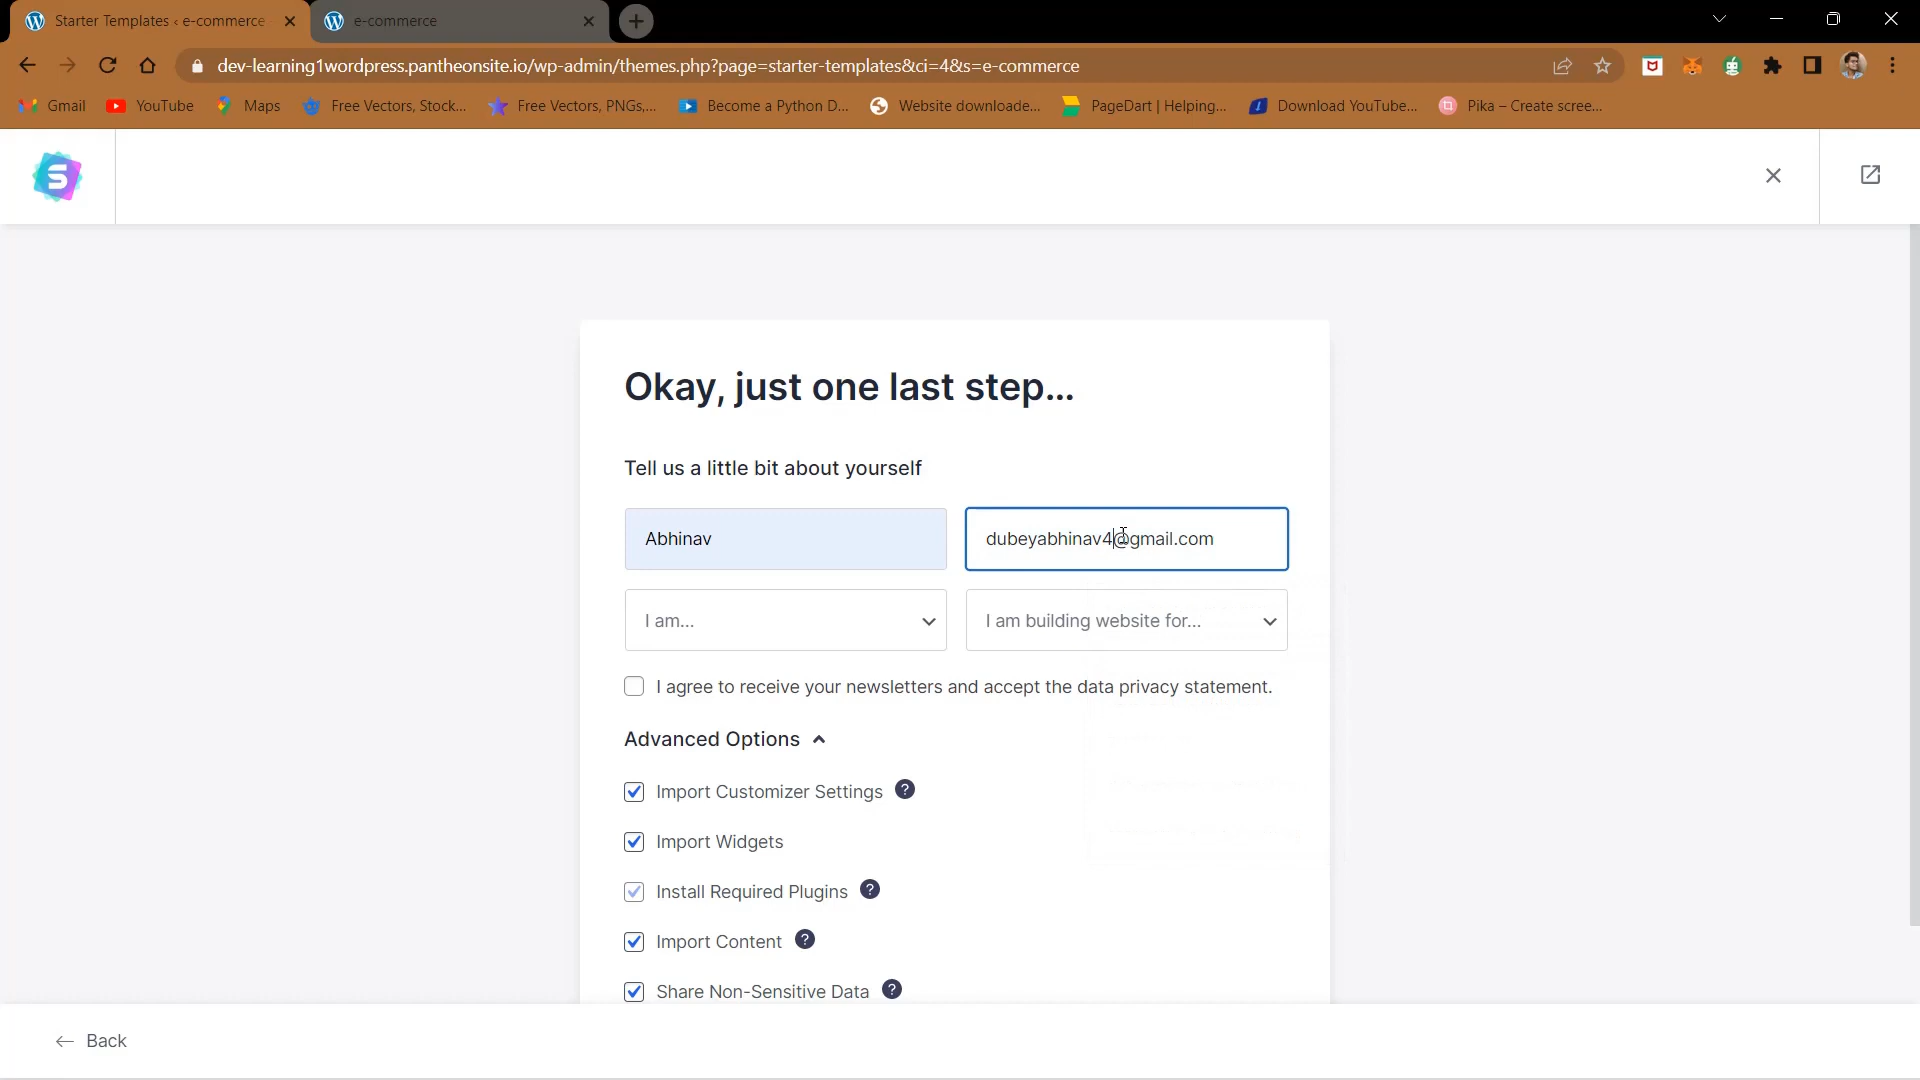 Starter Templates ‹ e-commerce
e-commerce
dev-learning1wordpress.pantheonsite.io/wp-admin/themes.php?page=starter-templates&ci=4&s=e-commerce
Gmail YouTube Maps Free Vectors, Stock... Free Vectors, PNGs,... Become a Python D... Website downloade... PageDart | Helping... Download YouTube... Pika – Create scree...
S
Okay, just one last step...
Tell us a little bit about yourself
Abhinav dubeyabhinav4@gmail.com
I am... I am building website for...
I agree to receive your newsletters and accept the data privacy statement.
Advanced Options
Import Customizer Settings ?
Import Widgets
Install Required Plugins ?
Import Content ?
Share Non-Sensitive Data ?
← Back